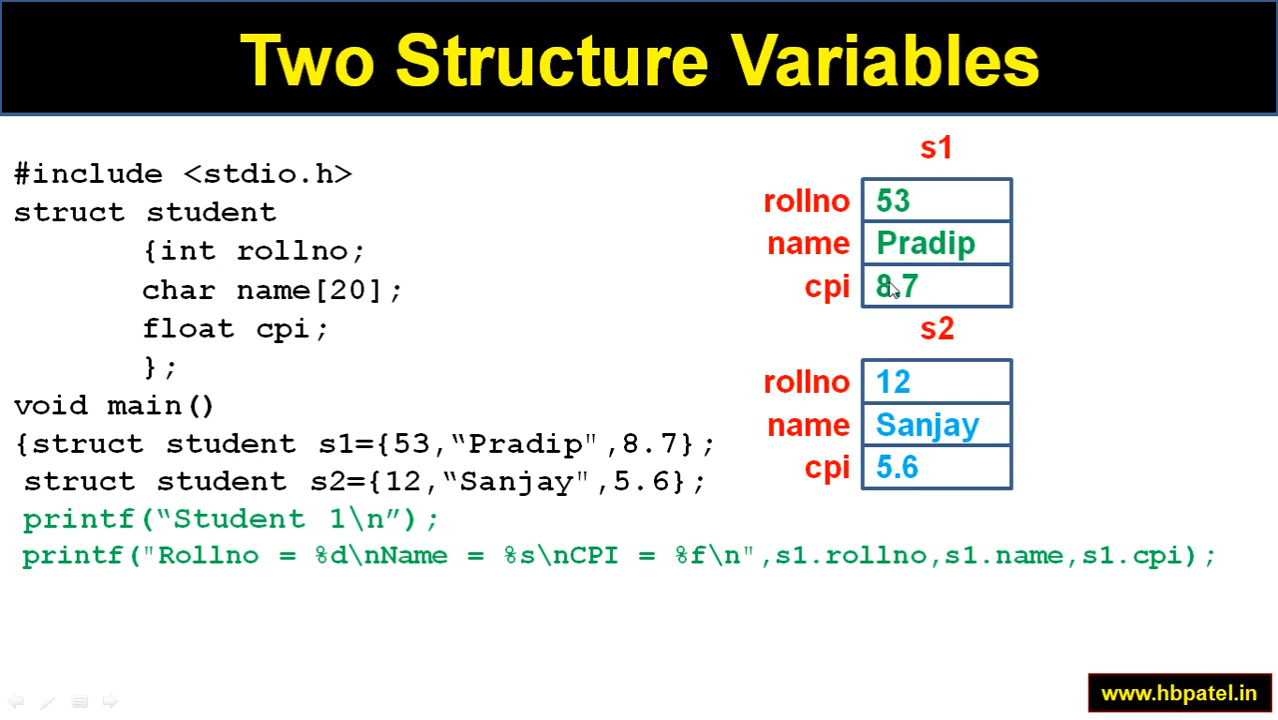 Two Structure Variables
#include <stdio.h>
struct student
{int rollno;
char name[20];
float cpi;
};
void main()
{struct student s1={53,“Pradip",8.7};
struct student s2={12,“Sanjay",5.6};
printf(“Student 1\n”);
printf("Rollno = %d\nName = %s\nCPI = %f\n",s1.rollno,s1.name,s1.cpi);
s1
rollno 53
name Pradip
cpi 8.7
s2
rollno 12
name Sanjay
cpi 5.6
www.hbpatel.in